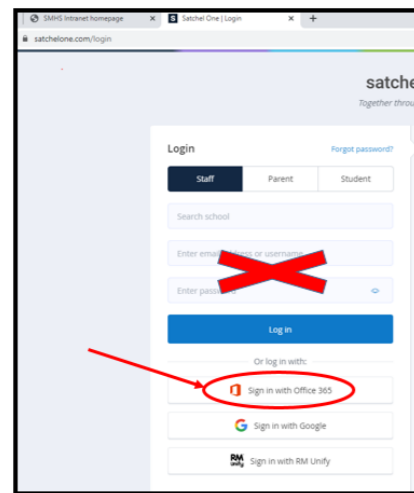 SMHS Intranet homepage × Satchel One | Login × +
satchelone.com/login
satche
Together throu
Login Forgot password?
Staff Parent Student
Search school
Enter email address or username
Enter password
Log in
Or log in with:
Sign in with Office 365
Sign in with Google
RM unify Sign in with RM Unify